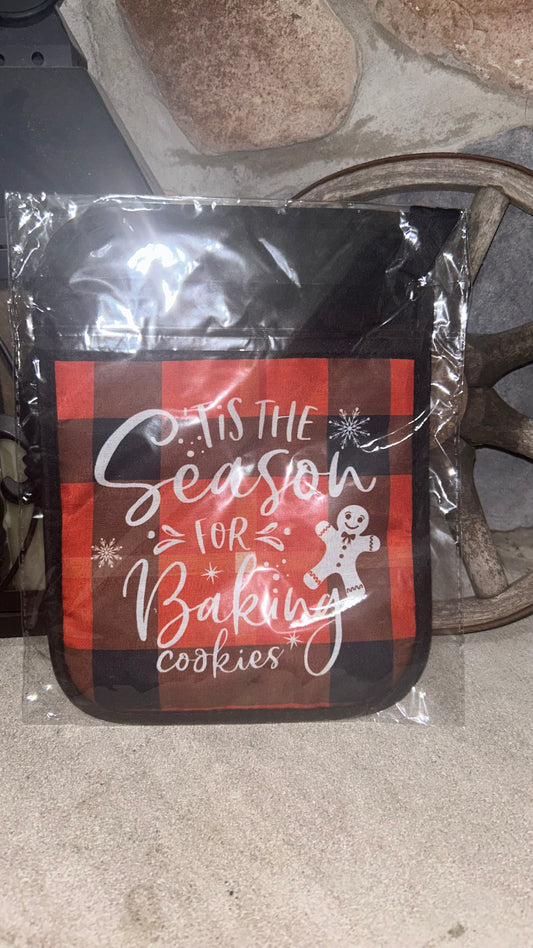 'TIS THE
Season
FOR
Baking
cookies